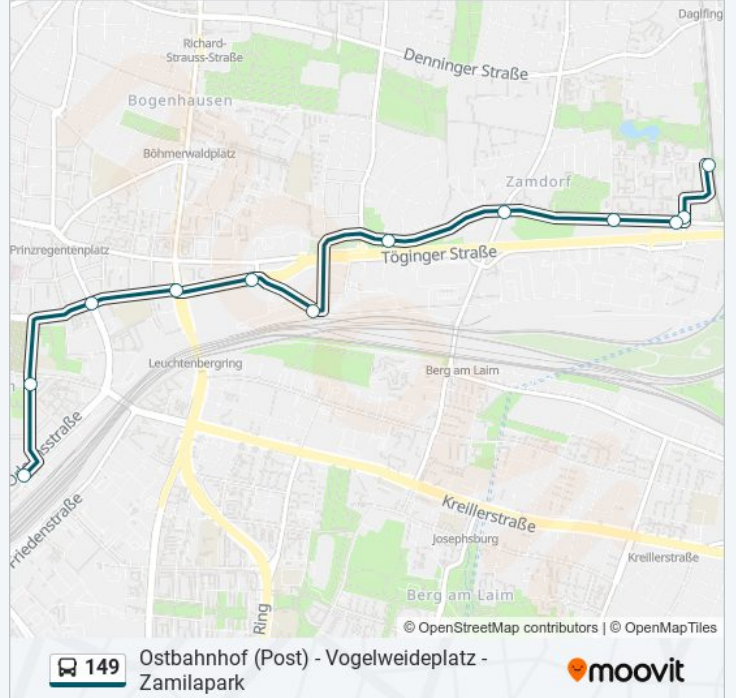 Daglfing
Richard-
Strauss-Straße
Denninger Straße
Bogenhausen
Böhmerwaldplatz
Zamdorf
Prinzregentenplatz
Töginger Straße
Leuchtenbergring
Berg am Laim
Friedenstraße
Kreillerstraße
Josephsburg
Kreillerstraße
Berg am Laim
Ring
© OpenStreetMap contributors | © OpenMapTiles
149
Ostbahnhof (Post) - Vogelweideplatz -
Zamilapark
moovit